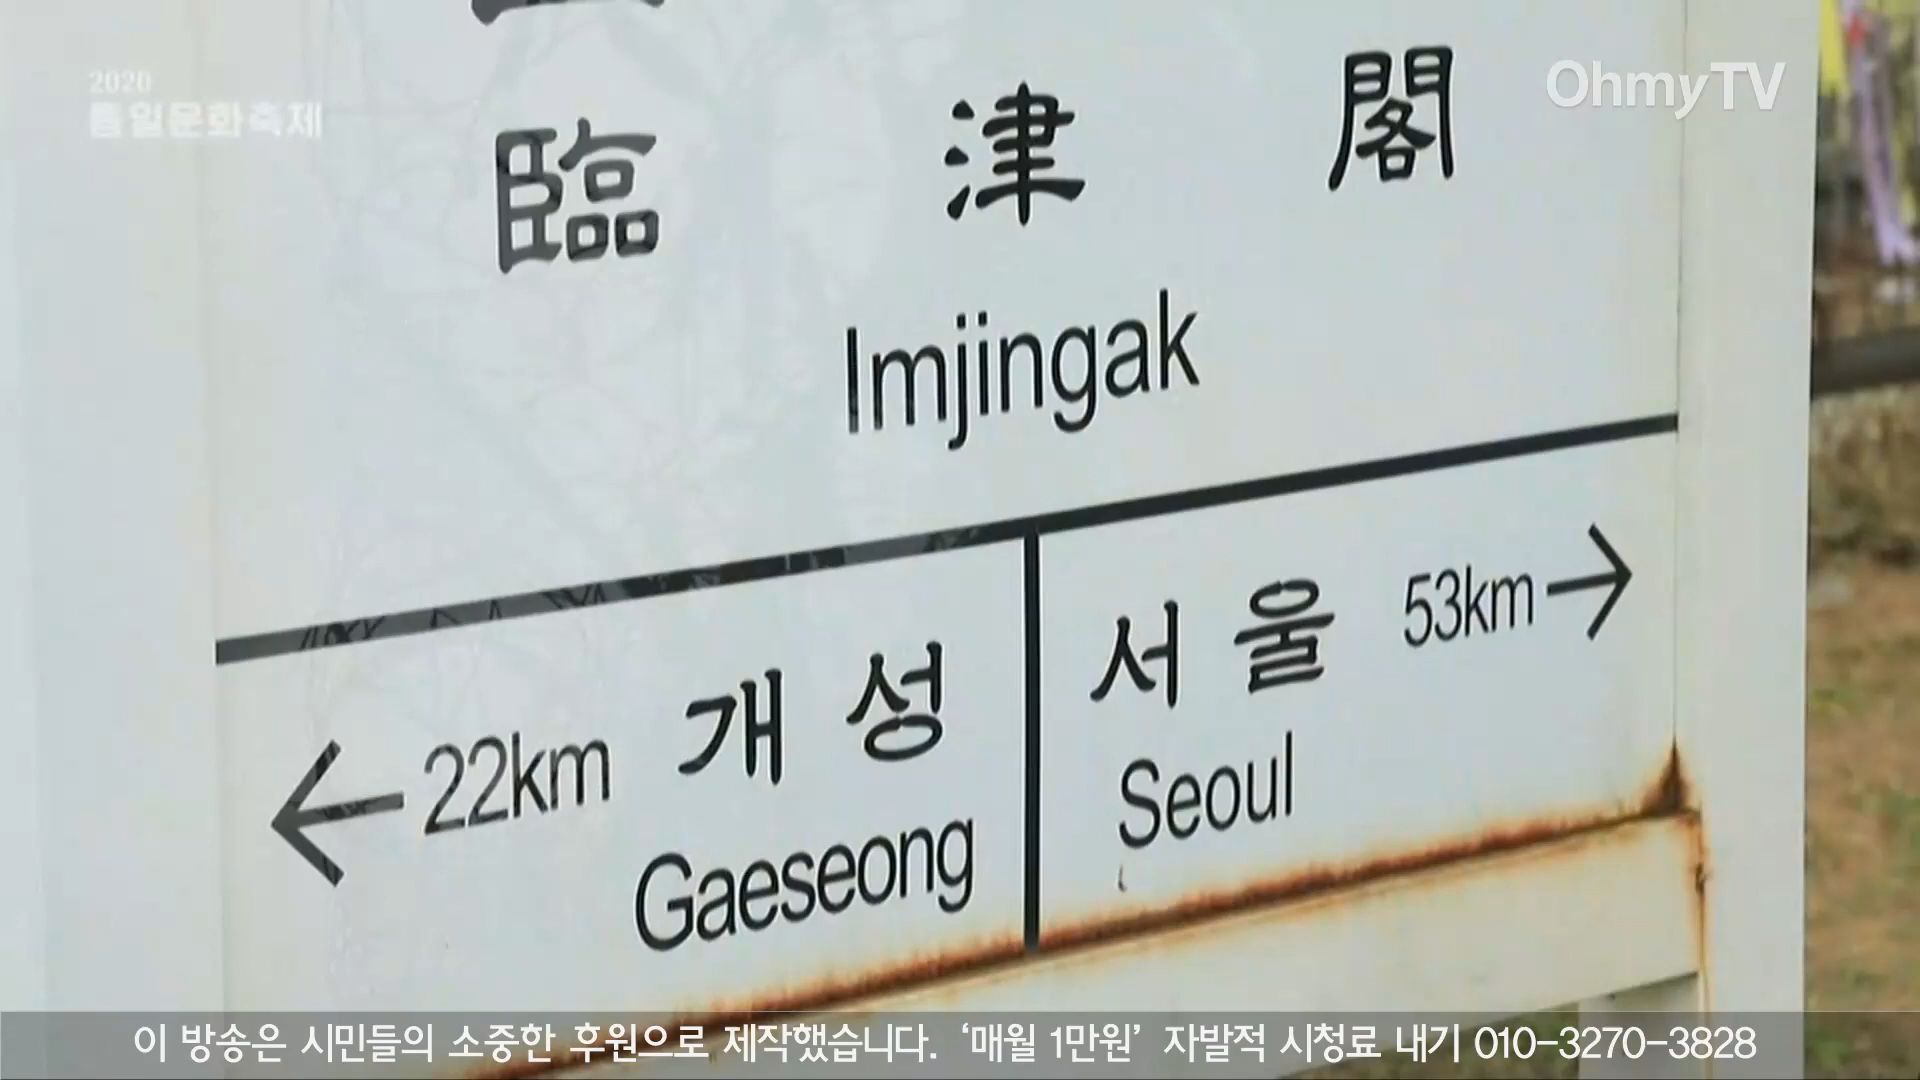 2020
통일문화축제
OhmyTV
臨 津 閣
Imjingak
←22km 개성
Gaeseong
서울 53km→
Seoul
이 방송은 시민들의 소중한 후원으로 제작했습니다. ‘매월 1만원’ 자발적 시청료 내기 010-3270-3828